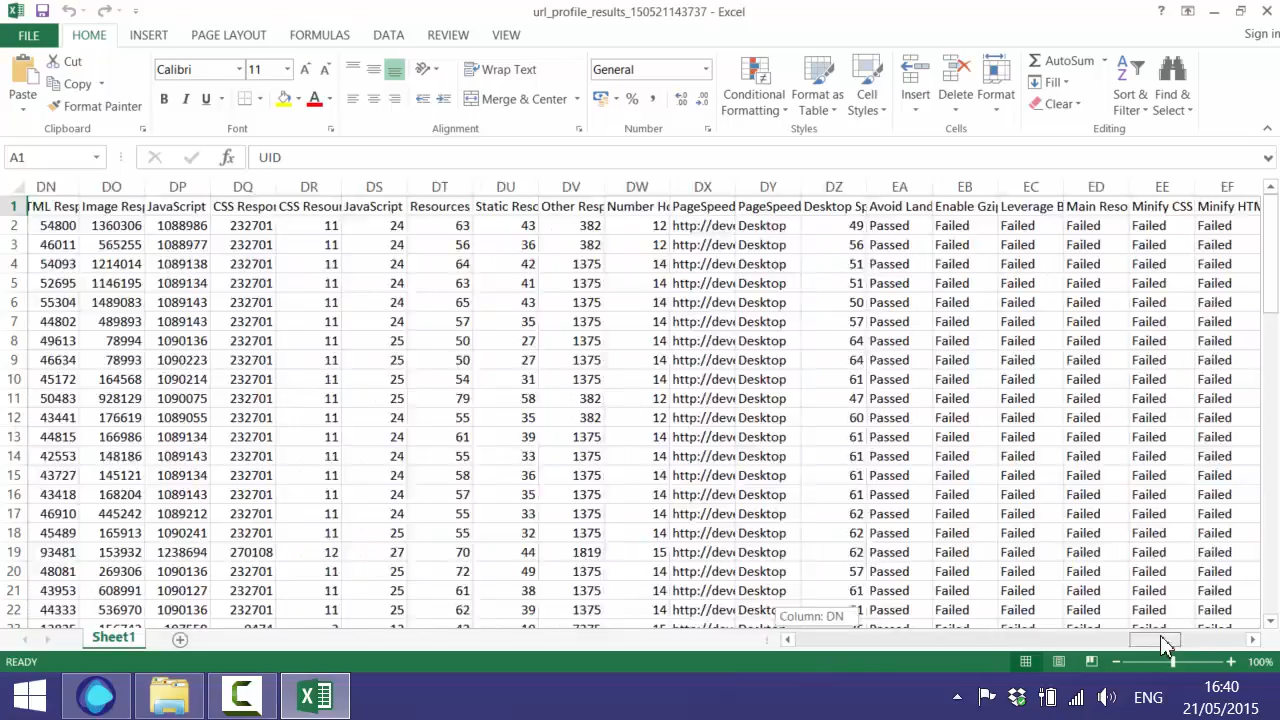 url_profile_results_150521143737 - Excel
?
FILE HOME INSERT PAGE LAYOUT FORMULAS DATA REVIEW VIEW Sign in
Paste
Cut
Copy
Format Painter
Clipboard
Calibri 11
B I U
Font
Wrap Text
Merge & Center
Alignment
General
%
Number
Conditional Formatting
Format as Table
Cell Styles
Styles
Insert Delete Format
Cells
AutoSum
Fill
Clear
Sort & Filter
Find & Select
Editing
A1 fx UID
DN DO DP DQ DR DS DT DU DV DW DX DY DZ EA EB EC ED EE EF
1 TML Resp Image Resp JavaScript CSS Respon CSS Resour JavaScript Resources Static Reso Other Resp Number Ho PageSpeed PageSpeed Desktop Sp Avoid Land Enable Gzip Leverage B Main Reso Minify CSS Minify HTM
2 54800 1360306 1088986 232701 11 24 63 43 382 12 http://deve Desktop 49 Passed Failed Failed Failed Failed Failed
3 46011 565255 1088977 232701 11 24 56 36 382 12 http://deve Desktop 56 Passed Failed Failed Failed Failed Failed
4 54093 1214014 1089138 232701 11 24 64 42 1375 14 http://deve Desktop 51 Passed Failed Failed Failed Failed Failed
5 52695 1146195 1089134 232701 11 24 63 41 1375 14 http://deve Desktop 51 Passed Failed Failed Failed Failed Failed
6 55304 1489083 1089143 232701 11 24 65 43 1375 14 http://deve Desktop 50 Passed Failed Failed Failed Failed Failed
7 44802 489893 1089143 232701 11 24 57 35 1375 14 http://deve Desktop 57 Passed Failed Failed Failed Failed Failed
8 49613 78994 1090136 232701 11 25 50 27 1375 14 http://deve Desktop 64 Passed Failed Failed Failed Failed Failed
9 46634 78993 1090223 232701 11 25 50 27 1375 14 http://deve Desktop 64 Passed Failed Failed Failed Failed Failed
10 45172 164568 1090214 232701 11 25 54 31 1375 14 http://deve Desktop 61 Passed Failed Failed Failed Failed Failed
11 50483 928129 1090075 232701 11 25 79 58 382 12 http://deve Desktop 47 Passed Failed Failed Failed Failed Failed
12 43441 176619 1089055 232701 11 24 55 35 382 12 http://deve Desktop 60 Passed Failed Failed Failed Failed Failed
13 44815 166986 1089134 232701 11 24 61 39 1375 14 http://deve Desktop 61 Passed Failed Failed Failed Failed Failed
14 42553 148186 1089143 232701 11 24 55 33 1375 14 http://deve Desktop 61 Passed Failed Failed Failed Failed Failed
15 43727 145121 1089134 232701 11 24 58 36 1375 14 http://deve Desktop 61 Passed Failed Failed Failed Failed Failed
16 43418 168204 1089143 232701 11 24 57 35 1375 14 http://deve Desktop 61 Passed Failed Failed Failed Failed Failed
17 46910 445242 1089212 232701 11 24 55 33 1375 14 http://deve Desktop 62 Passed Failed Failed Failed Failed Failed
18 45489 165913 1090241 232701 11 25 55 32 1375 14 http://deve Desktop 62 Passed Failed Failed Failed Failed Failed
19 93481 153932 1238694 270108 12 27 70 44 1819 15 http://deve Desktop 62 Passed Failed Failed Failed Failed Failed
20 48081 269306 1090136 232701 11 25 72 49 1375 14 http://deve Desktop 57 Passed Failed Failed Failed Failed Failed
21 43953 608991 1090127 232701 11 25 61 38 1375 14 http://deve Desktop Passed Failed Failed Failed Failed Failed
22 44333 536970 1090136 232701 11 25 62 39 1375 14 http://deve Desktop Passed Failed Failed Failed Failed Failed
Column: DN
Sheet1
READY 100%
ENG
16:40
21/05/2015